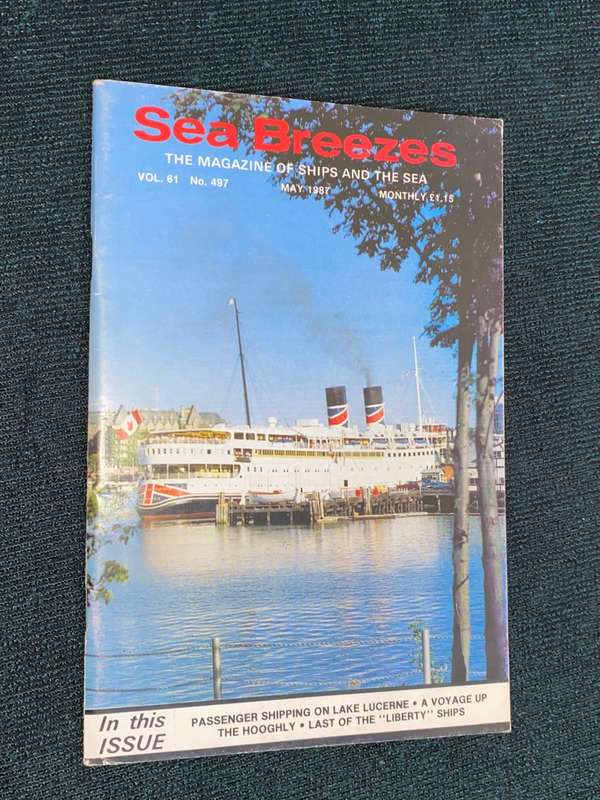 Sea Breezes
THE MAGAZINE OF SHIPS AND THE SEA
VOL. 61 No. 497 MAY 1987 MONTHLY £1.15
In this
ISSUE
PASSENGER SHIPPING ON LAKE LUCERNE • A VOYAGE UP
THE HOOGHLY • LAST OF THE "LIBERTY" SHIPS